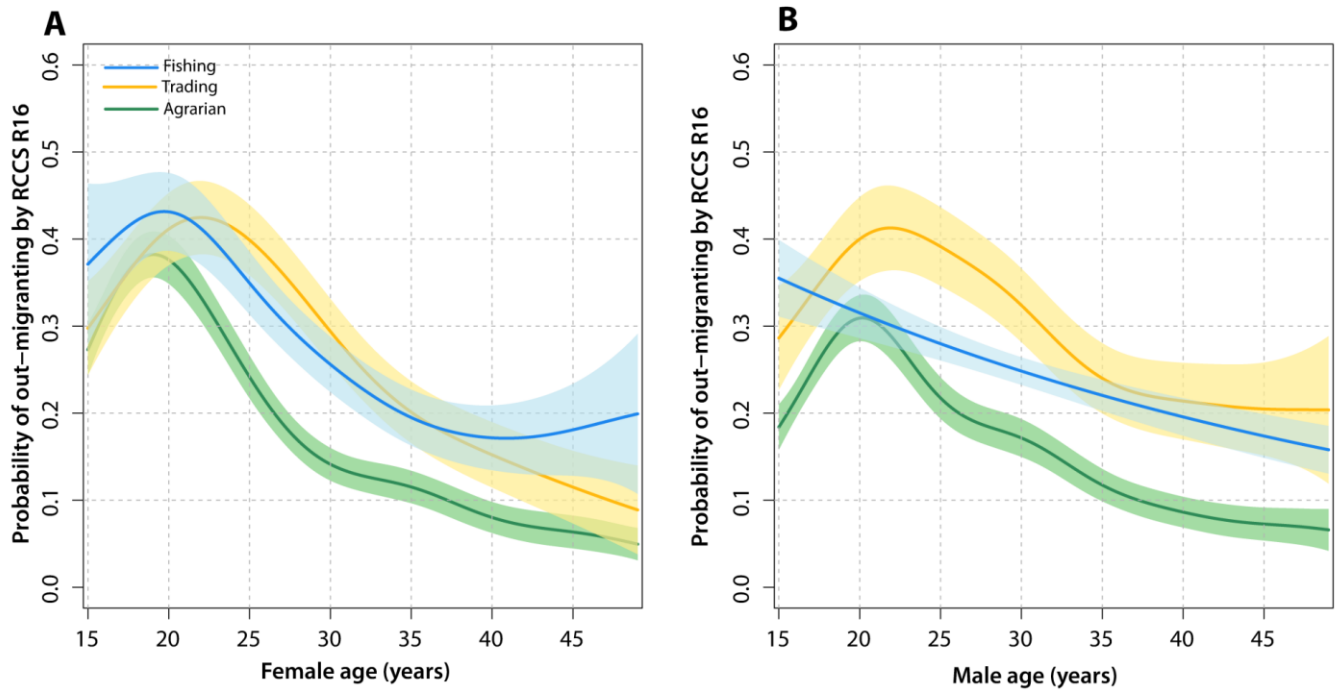 A
Probability of out–migrating by RCCS R16
0.6
0.5
0.4
0.3
0.2
0.1
0.0
Fishing
Trading
Agrarian
15 20 25 30 35 40 45
Female age (years)
B
Probability of out–migrating by RCCS R16
0.6
0.5
0.4
0.3
0.2
0.1
0.0
15 20 25 30 35 40 45
Male age (years)